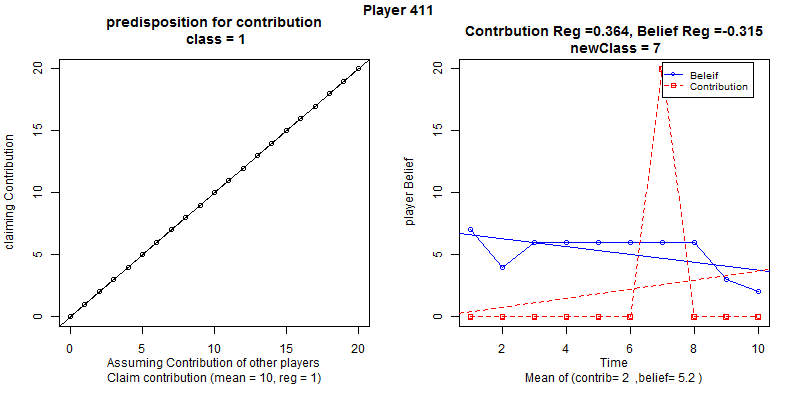 Player 411
predisposition for contribution
class = 1
claiming Contribution
20
15
10
5
0
0 5 10 15 20
Assuming Contribution of other players
Claim contribution (mean = 10, reg = 1)
Contrbution Reg =0.364, Belief Reg =-0.315
newClass = 7
player Belief
20
15
10
5
0
Beleif
Contribution
2 4 6 8 10
Time
Mean of (contrib= 2 ,belief= 5.2 )